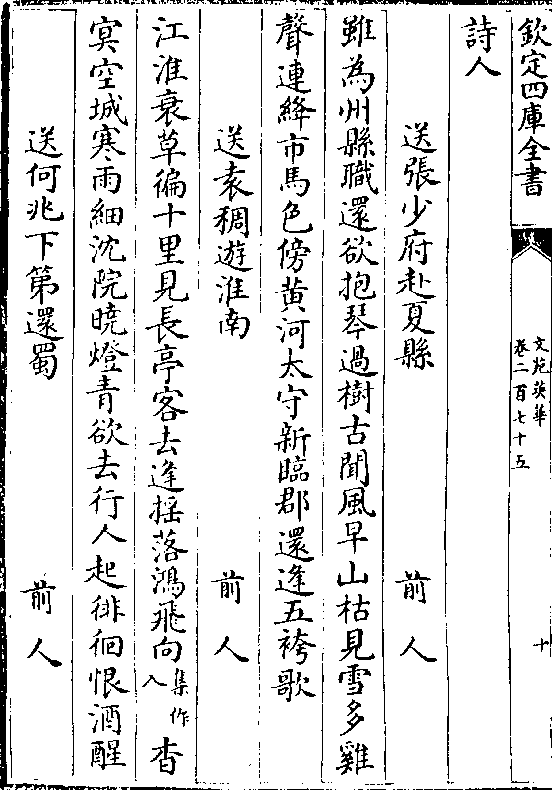 欽定四庫全書
文苑英華
卷二百七十五
十
詩人
送張少府赴夏縣　前人
雖為州縣職還欲抱琴過樹古聞風早山枯見雪多雞
聲連絳市馬色傍黄河太守新臨郡還逢五袴歌
送袁稠遊淮南　前人
江淮衰草徧十里見長亭客去逢揺落鴻飛向集作入杳
㝠空城寒雨細沈院曉燈青欲去行人起徘徊恨酒醒
送何兆下第還蜀　前人